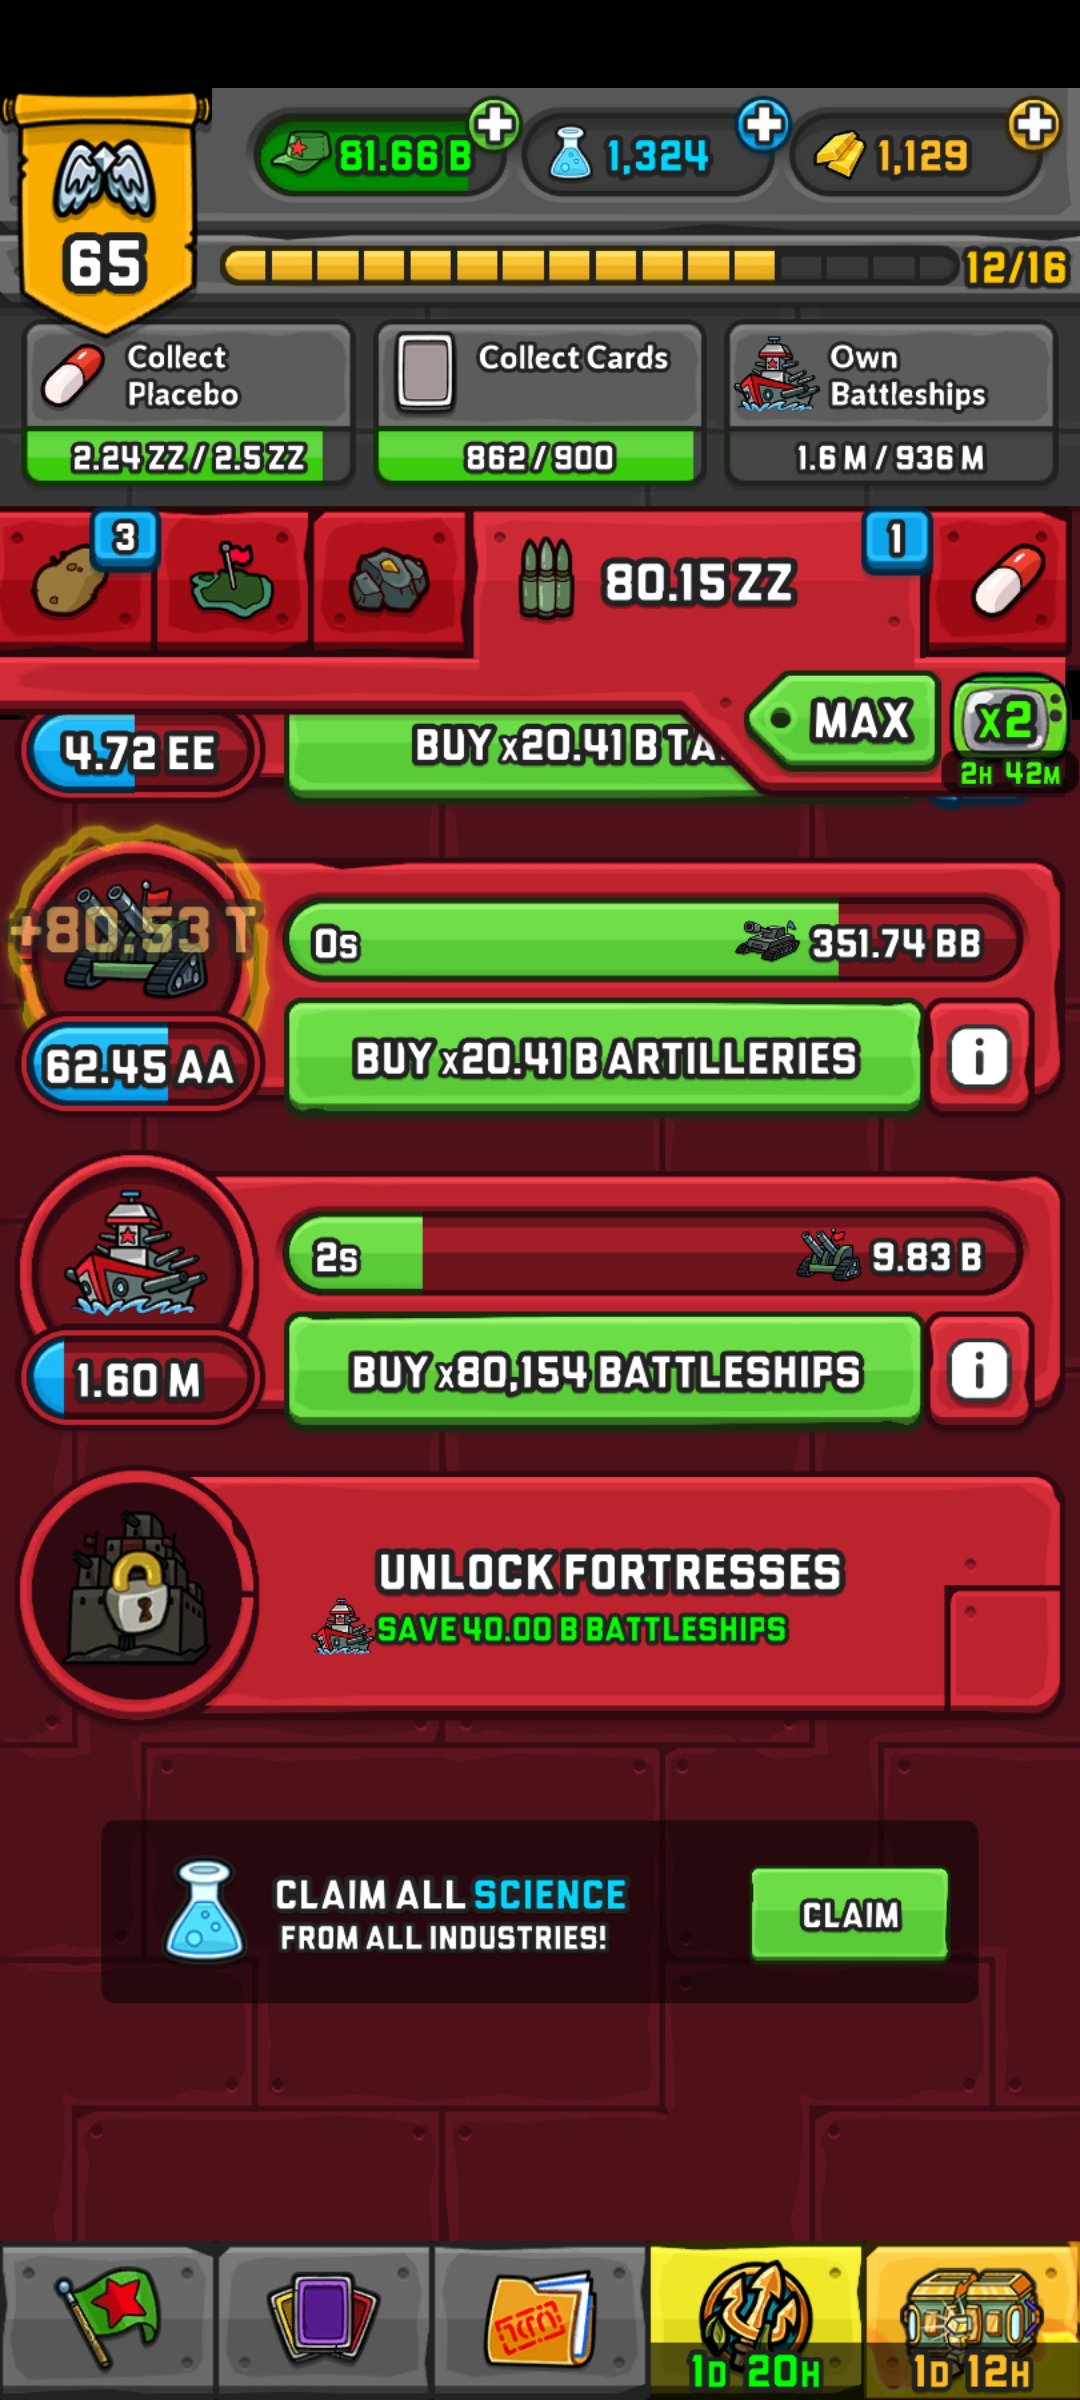 65
81.66 B
1,324
1,129
12/16
Collect
Placebo
2.24 ZZ / 2.5 ZZ
Collect Cards
862 / 900
Own
Battleships
1.6 M / 936 M
3
80.15 ZZ
1
MAX
x2
2H 42M
4.72 EE
BUY x20.41 B TA
+80.53 T
0s
351.74 BB
62.45 AA
BUY x20.41 B ARTILLERIES
i
2s
9.83 B
1.60 M
BUY x80,154 BATTLESHIPS
i
UNLOCK FORTRESSES
SAVE 40.00 B BATTLESHIPS
CLAIM ALL SCIENCE
FROM ALL INDUSTRIES!
CLAIM
1D 20H
1D 12H